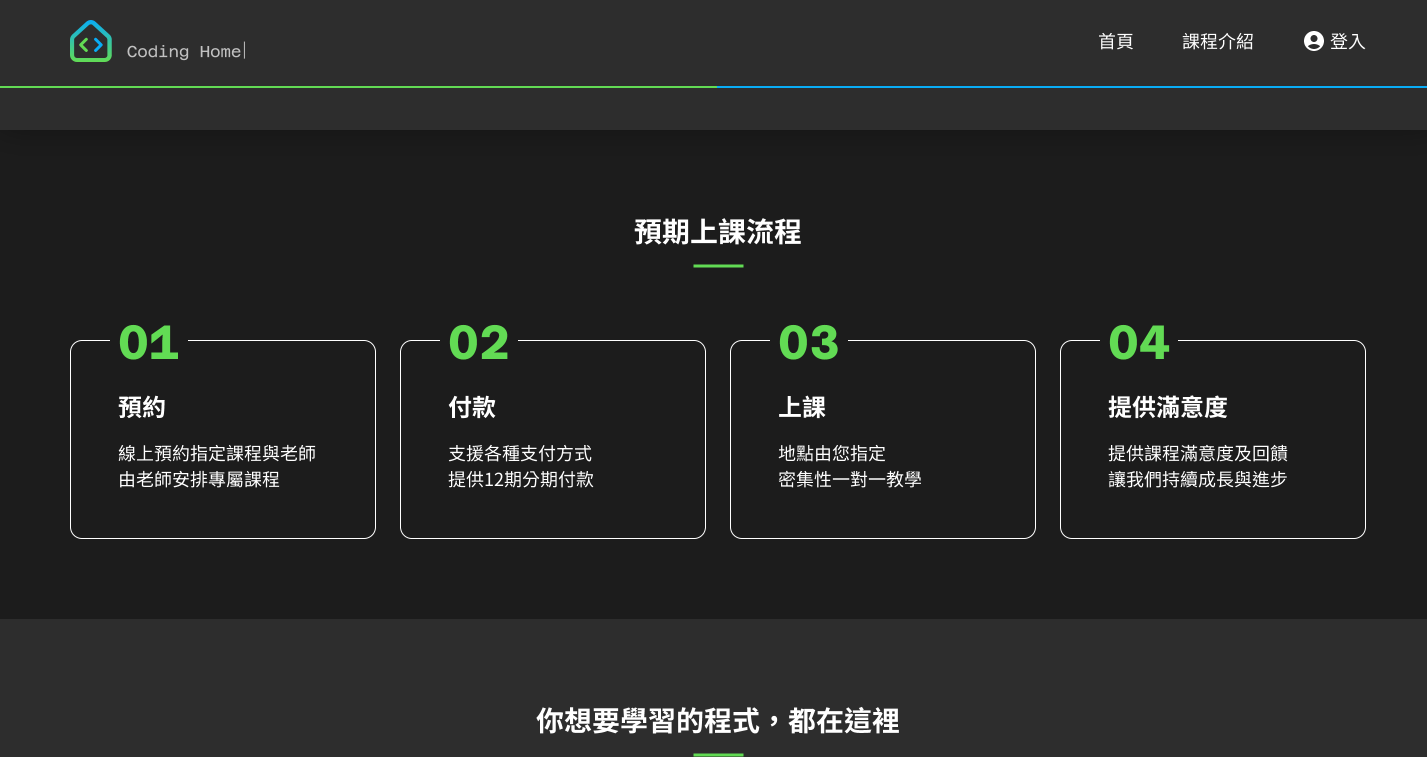 Coding Home
首頁
課程介紹
登入
預期上課流程
01
預約
線上預約指定課程與老師
由老師安排專屬課程
02
付款
支援各種支付方式
提供12期分期付款
03
上課
地點由您指定
密集性一對一教學
04
提供滿意度
提供課程滿意度及回饋
讓我們持續成長與進步
你想要學習的程式，都在這裡